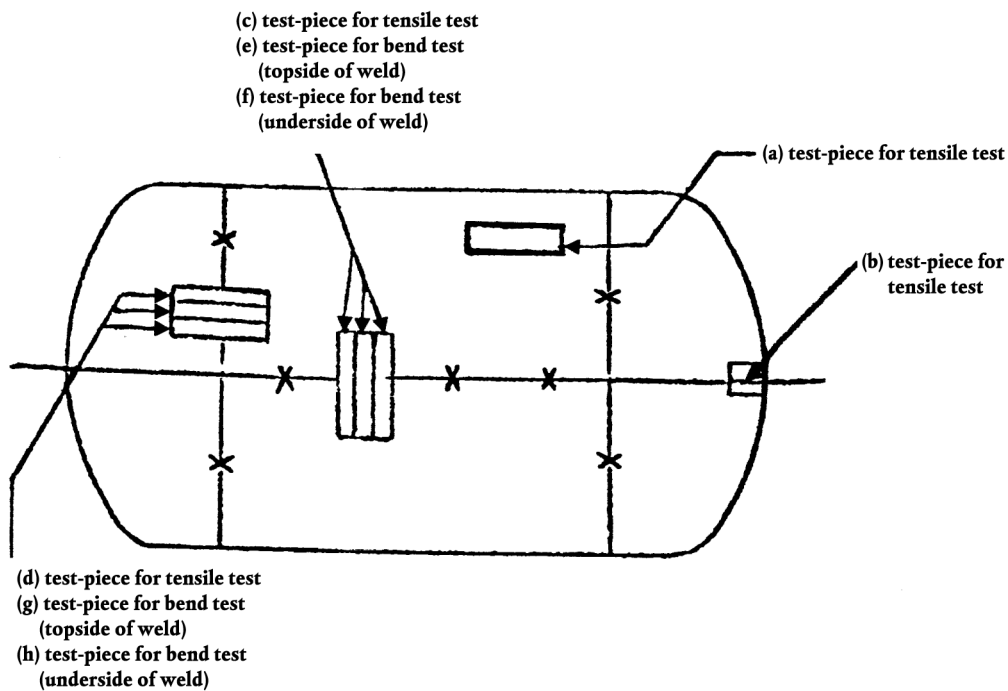 (c) test-piece for tensile test
(e) test-piece for bend test
(topside of weld)
(f) test-piece for bend test
(underside of weld)
(a) test-piece for tensile test
(b) test-piece for
tensile test
(d) test-piece for tensile test
(g) test-piece for bend test
(topside of weld)
(h) test-piece for bend test
(underside of weld)